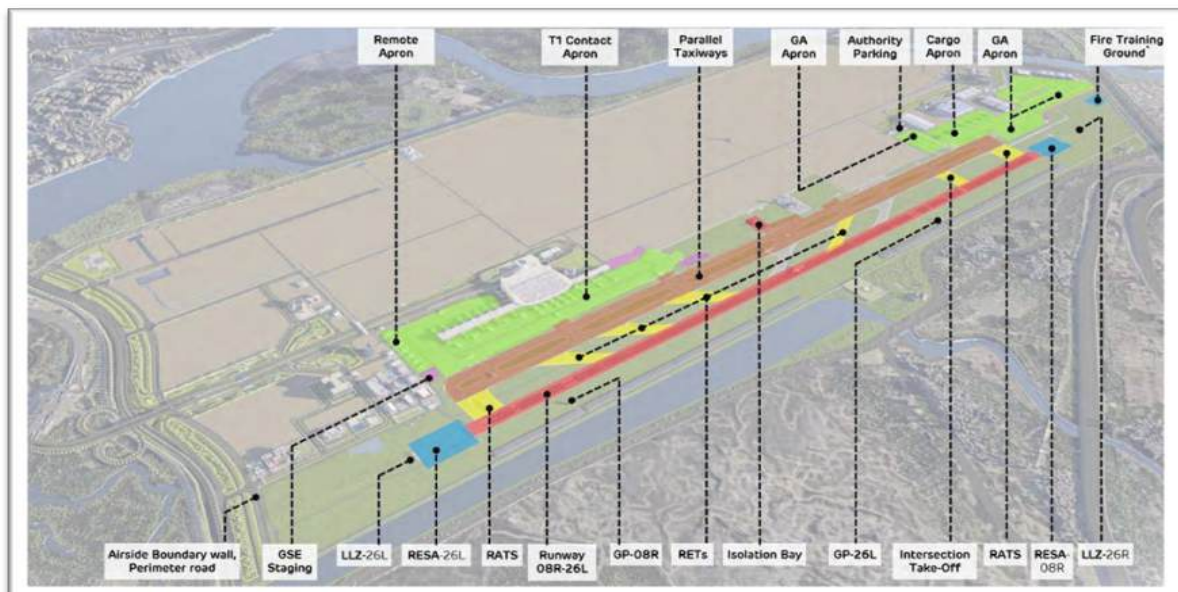 Remote
Apron
T1 Contact
Apron
Parallel
Taxiways
GA
Apron
Authority
Parking
Cargo
Apron
GA
Apron
Fire Training
Ground
Airside Boundary wall,
Perimeter road
GSE
Staging
LLZ-26L
RESA-26L
RATS
Runway
08R-26L
GP-08R
RETs
Isolation Bay
GP-26L
Intersection
Take-Off
RATS
RESA-
08R
LLZ-26R